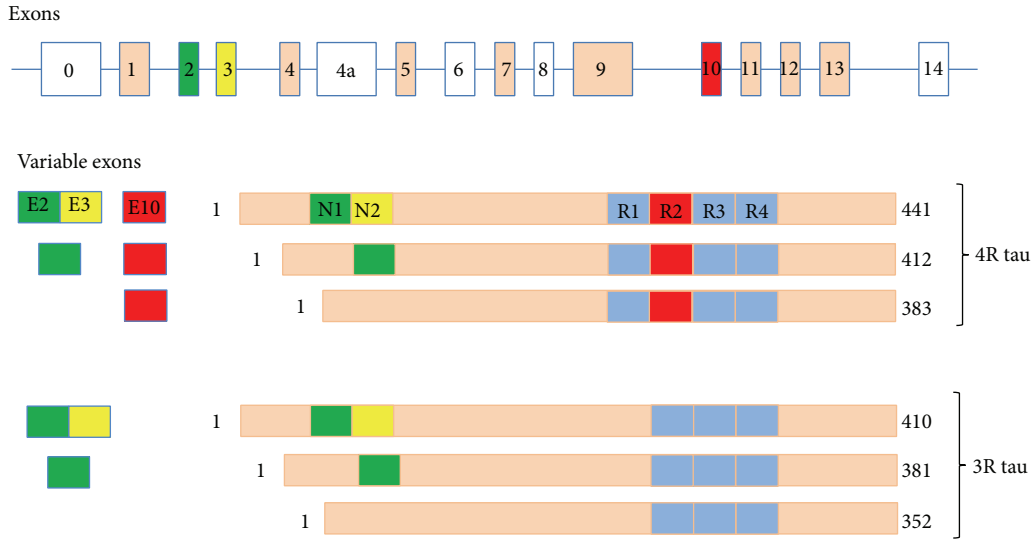 Exons
0 1 2 3 4 4a 5 6 7 8 9 10 11 12 13 14
Variable exons
E2 E3 E10 1 N1 N2 R1 R2 R3 R4 441
1 412
1 383
4R tau
1 410
1 381
1 352
3R tau